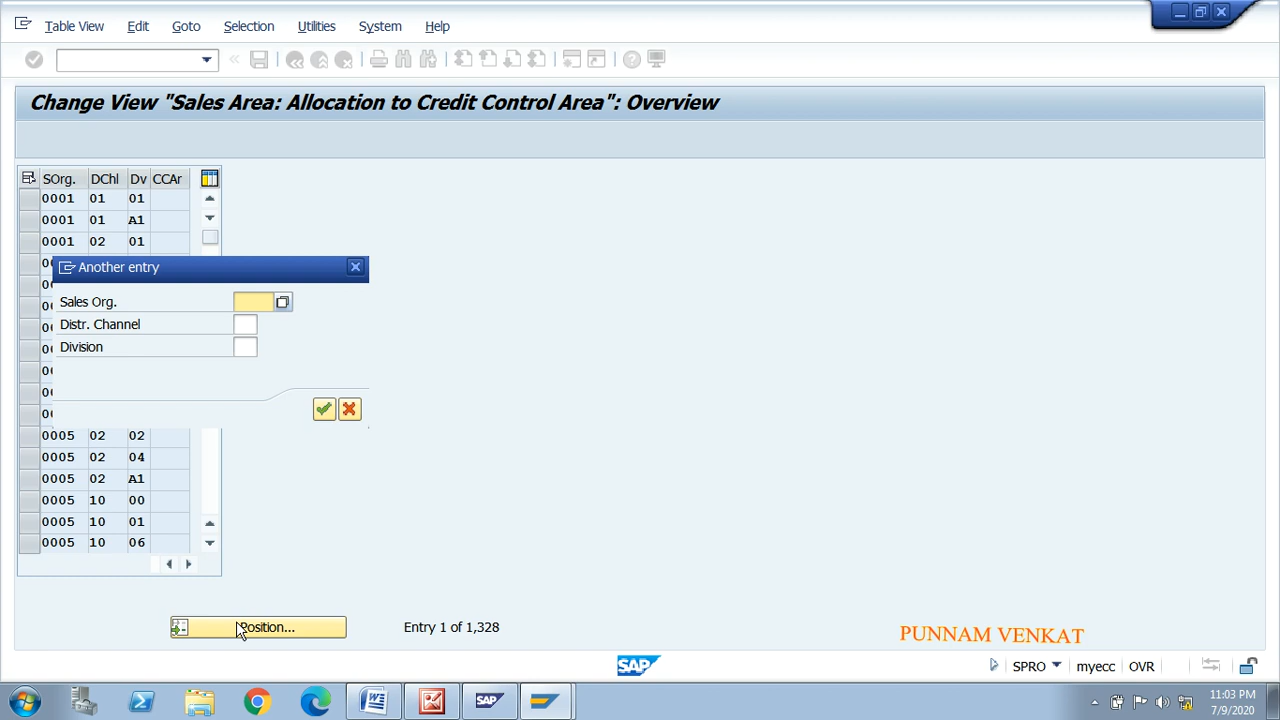 Table View Edit Goto Selection Utilities System Help
Change View "Sales Area: Allocation to Credit Control Area": Overview
SOrg. DChl Dv CCAr
0001 01 01
0001 01 A1
0001 02 01
Another entry
Sales Org.
Distr. Channel
Division
0005 02 02
0005 02 04
0005 02 A1
0005 10 00
0005 10 01
0005 10 06
Position... Entry 1 of 1,328
PUNNAM VENKAT
SAP SPRO myecc OVR
11:03 PM
7/9/2020